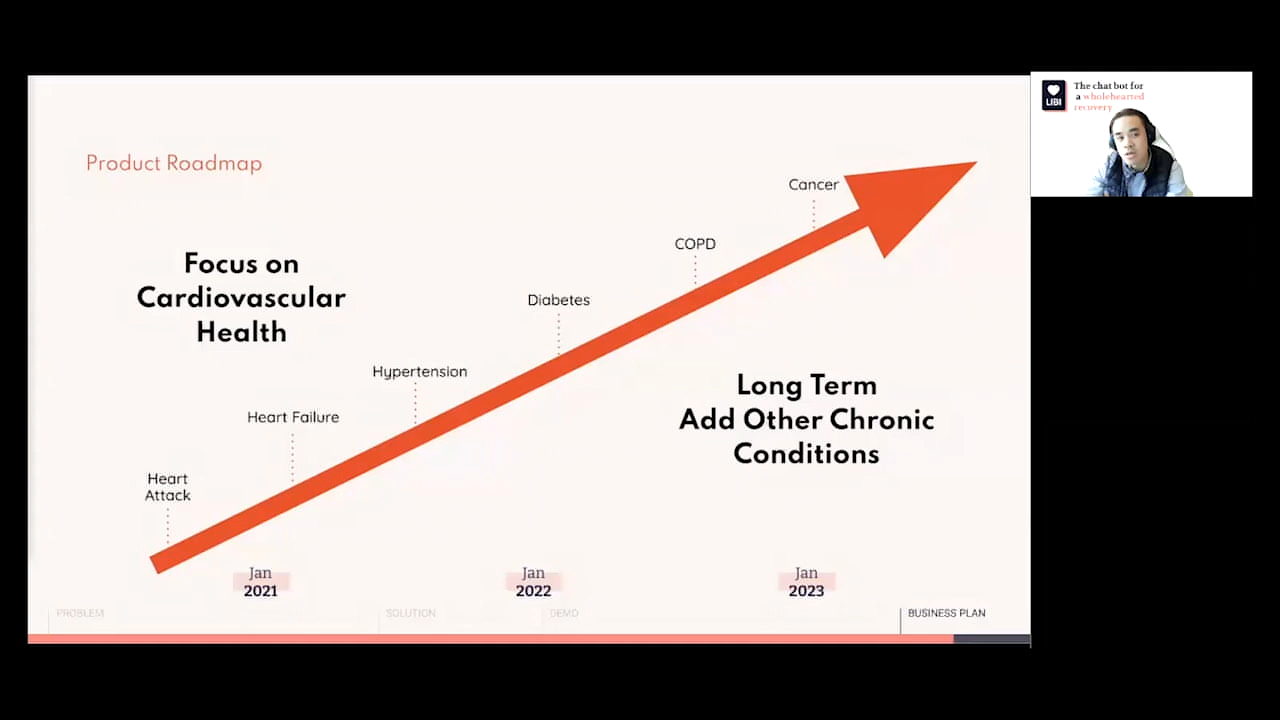 Product Roadmap
Focus on
Cardiovascular
Health
Heart
Attack
Heart Failure
Hypertension
Diabetes
COPD
Cancer
Long Term
Add Other Chronic
Conditions
Jan
2021
Jan
2022
Jan
2023
PROBLEM
SOLUTION
DEMO
BUSINESS PLAN
LIBI
The chat bot for
a wholehearted
recovery